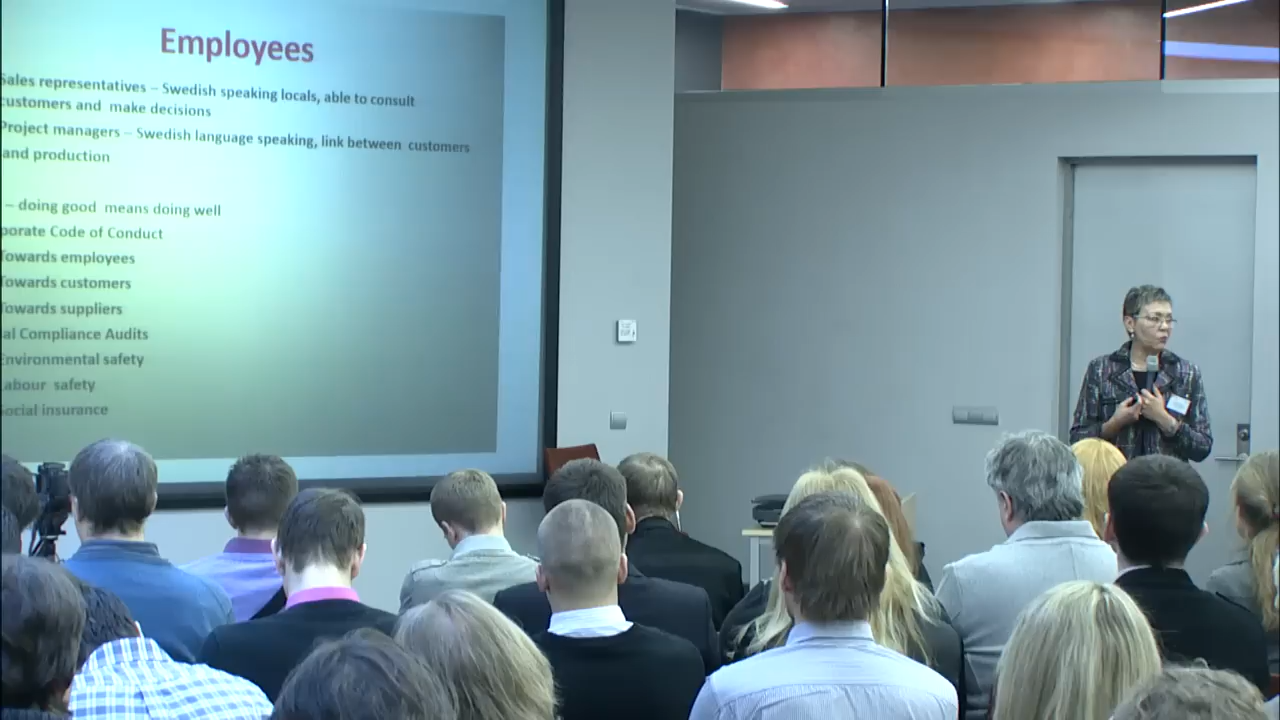 Employees
Sales representatives – Swedish speaking locals, able to consult
customers and make decisions
Project managers – Swedish language speaking, link between customers
and production
– doing good means doing well
porate Code of Conduct
Towards employees
Towards customers
Towards suppliers
al Compliance Audits
Environmental safety
Labour safety
Social insurance